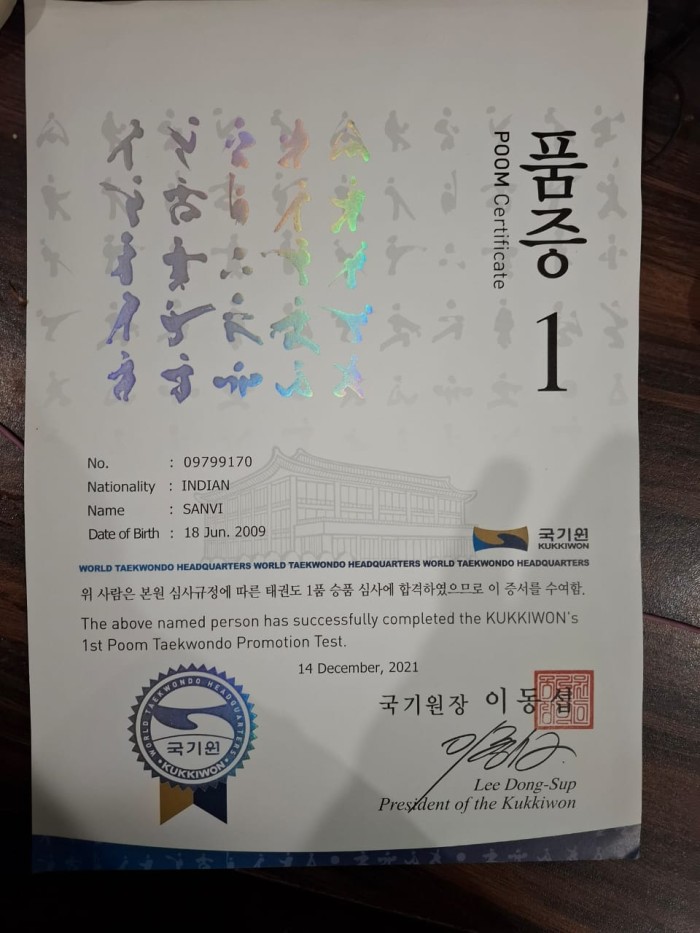 품증 1
POOM Certificate
No. : 09799170
Nationality : INDIAN
Name : SANVI
Date of Birth : 18 Jun. 2009
국기원
KUKKIWON
WORLD TAEKWONDO HEADQUARTERS WORLD TAEKWONDO HEADQUARTERS WORLD TAEKWONDO HEADQUARTERS
위 사람은 본원 심사규정에 따른 태권도 1품 승품 심사에 합격하였으므로 이 증서를 수여함.
The above named person has successfully completed the KUKKIWON's
1st Poom Taekwondo Promotion Test.
14 December, 2021
국기원장 이동섭
WORLD TAEKWONDO HEADQUARTERS
국기원
KUKKIWON
Lee Dong-Sup
President of the Kukkiwon